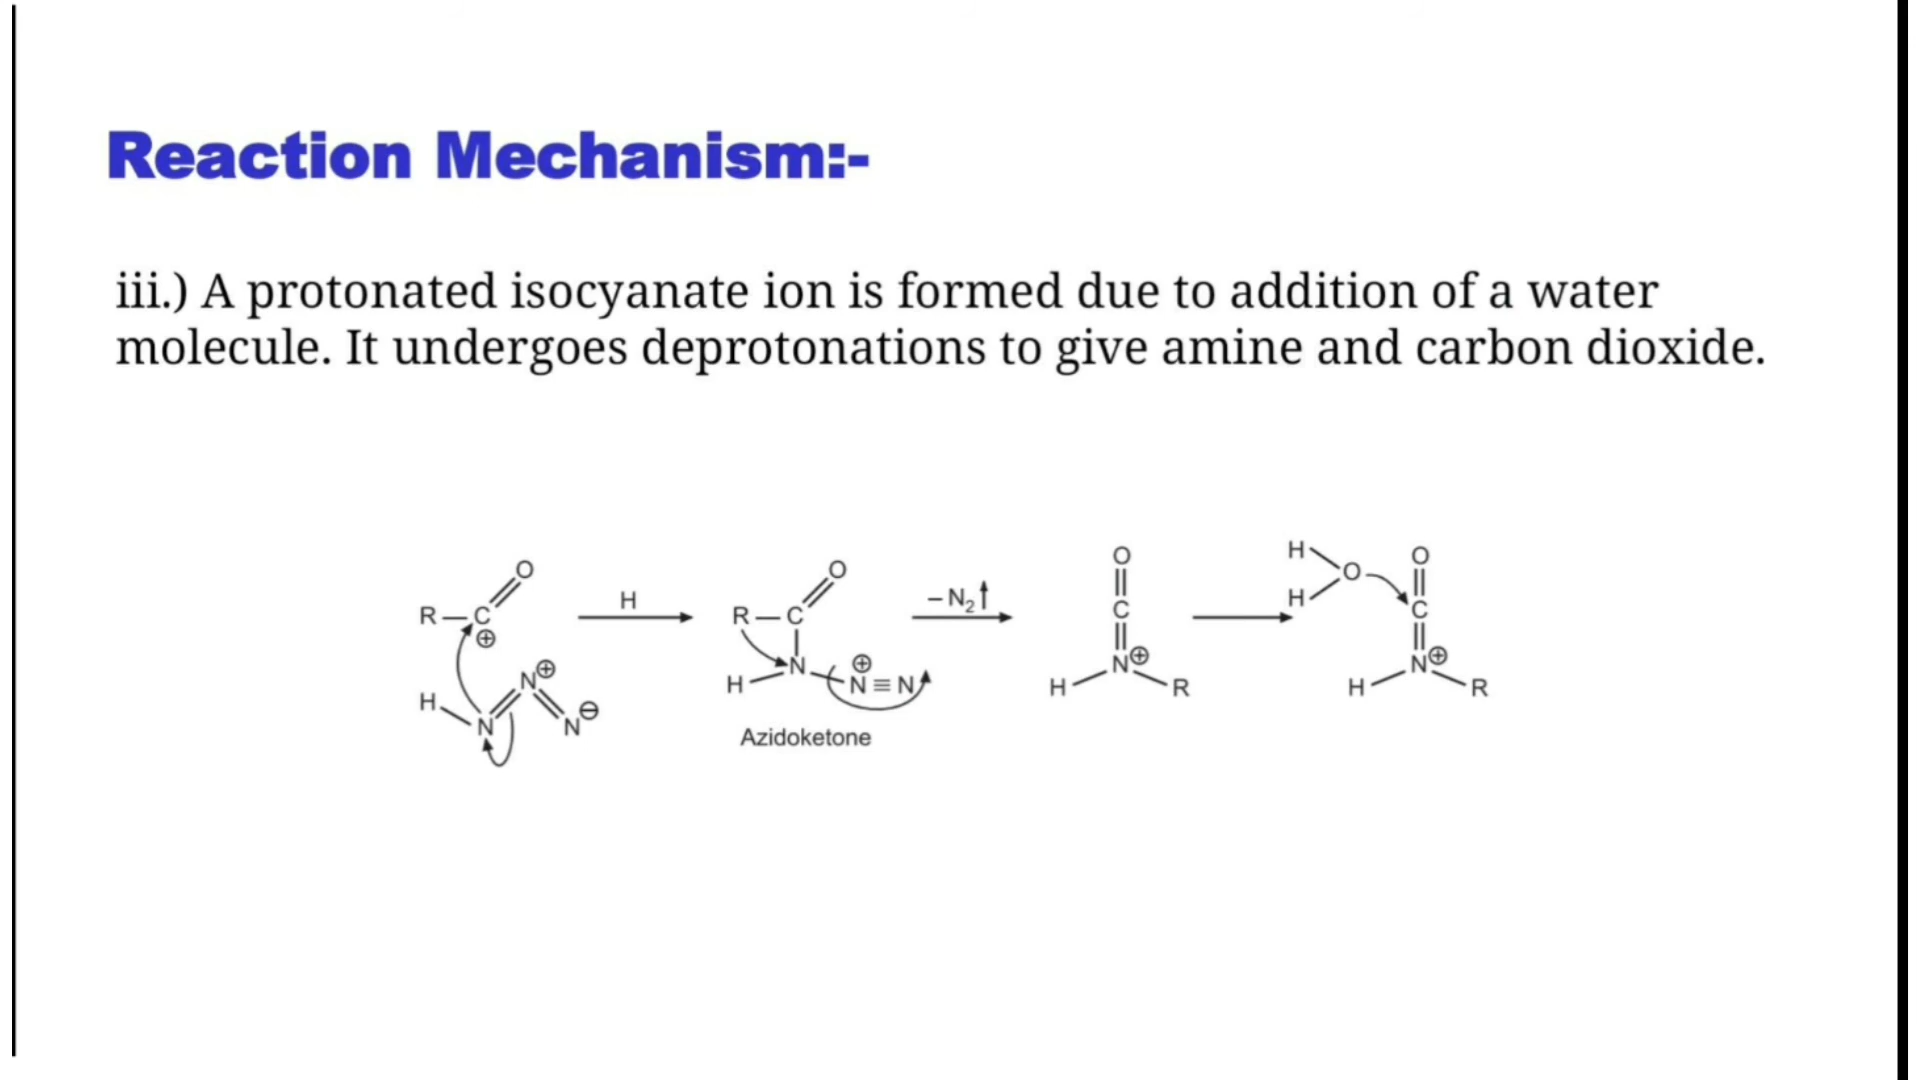 Reaction Mechanism:-
iii.) A protonated isocyanate ion is formed due to addition of a water
molecule. It undergoes deprotonations to give amine and carbon dioxide.
O
R—C
⊕
H
N
N⊕
N⊖
H
O
R—C
N
H
⊕
N≡N
Azidoketone
–N₂↑
O
C
N⊕
H
R
H
O
H
O
C
N⊕
H
R